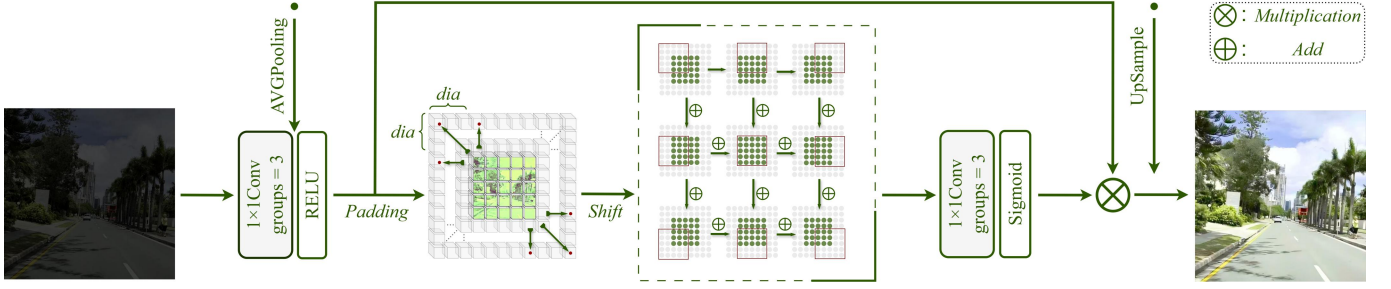 AVGPooling
1×1Conv
groups = 3
RELU
Padding
dia
dia
Shift
1×1Conv
groups = 3
Sigmoid
UpSample
: Multiplication
: Add